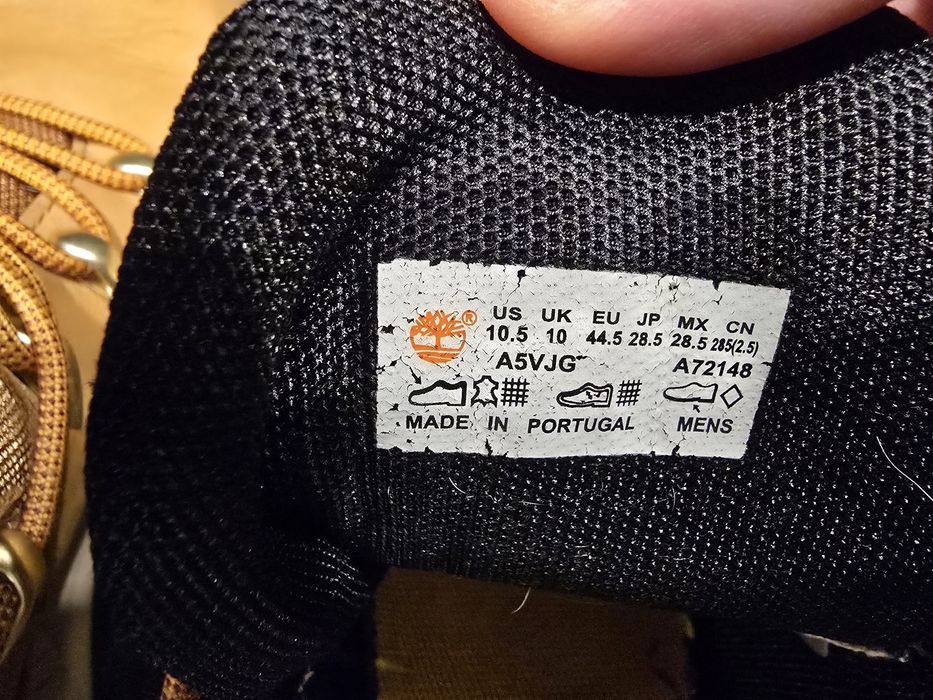 US UK EU JP MX CN
10.5 10 44.5 28.5 28.5 285(2.5)
A5VJG A72148
MADE IN PORTUGAL MENS